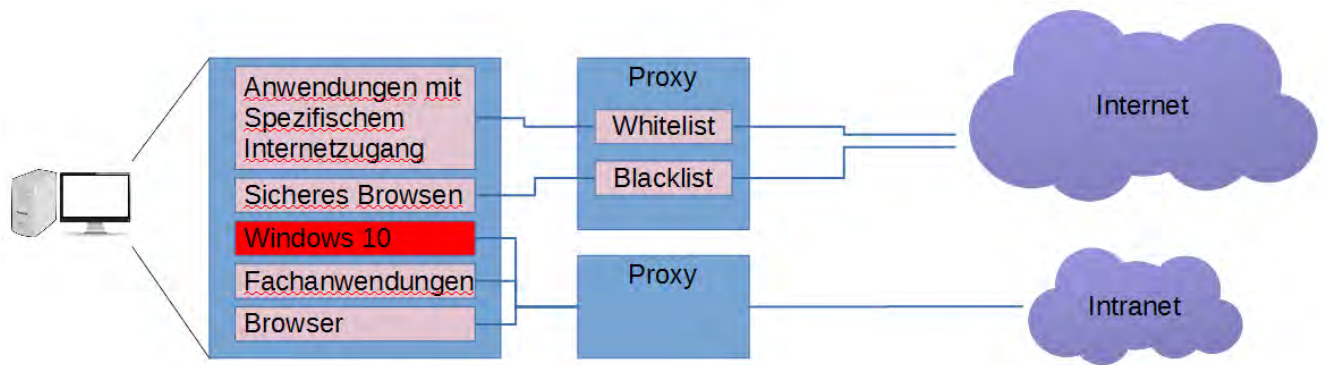 Anwendungen mit
Spezifischem
Internetzugang
Sicheres Browsen
Windows 10
Fachanwendungen
Browser
Proxy
Whitelist
Blacklist
Proxy
Internet
Intranet